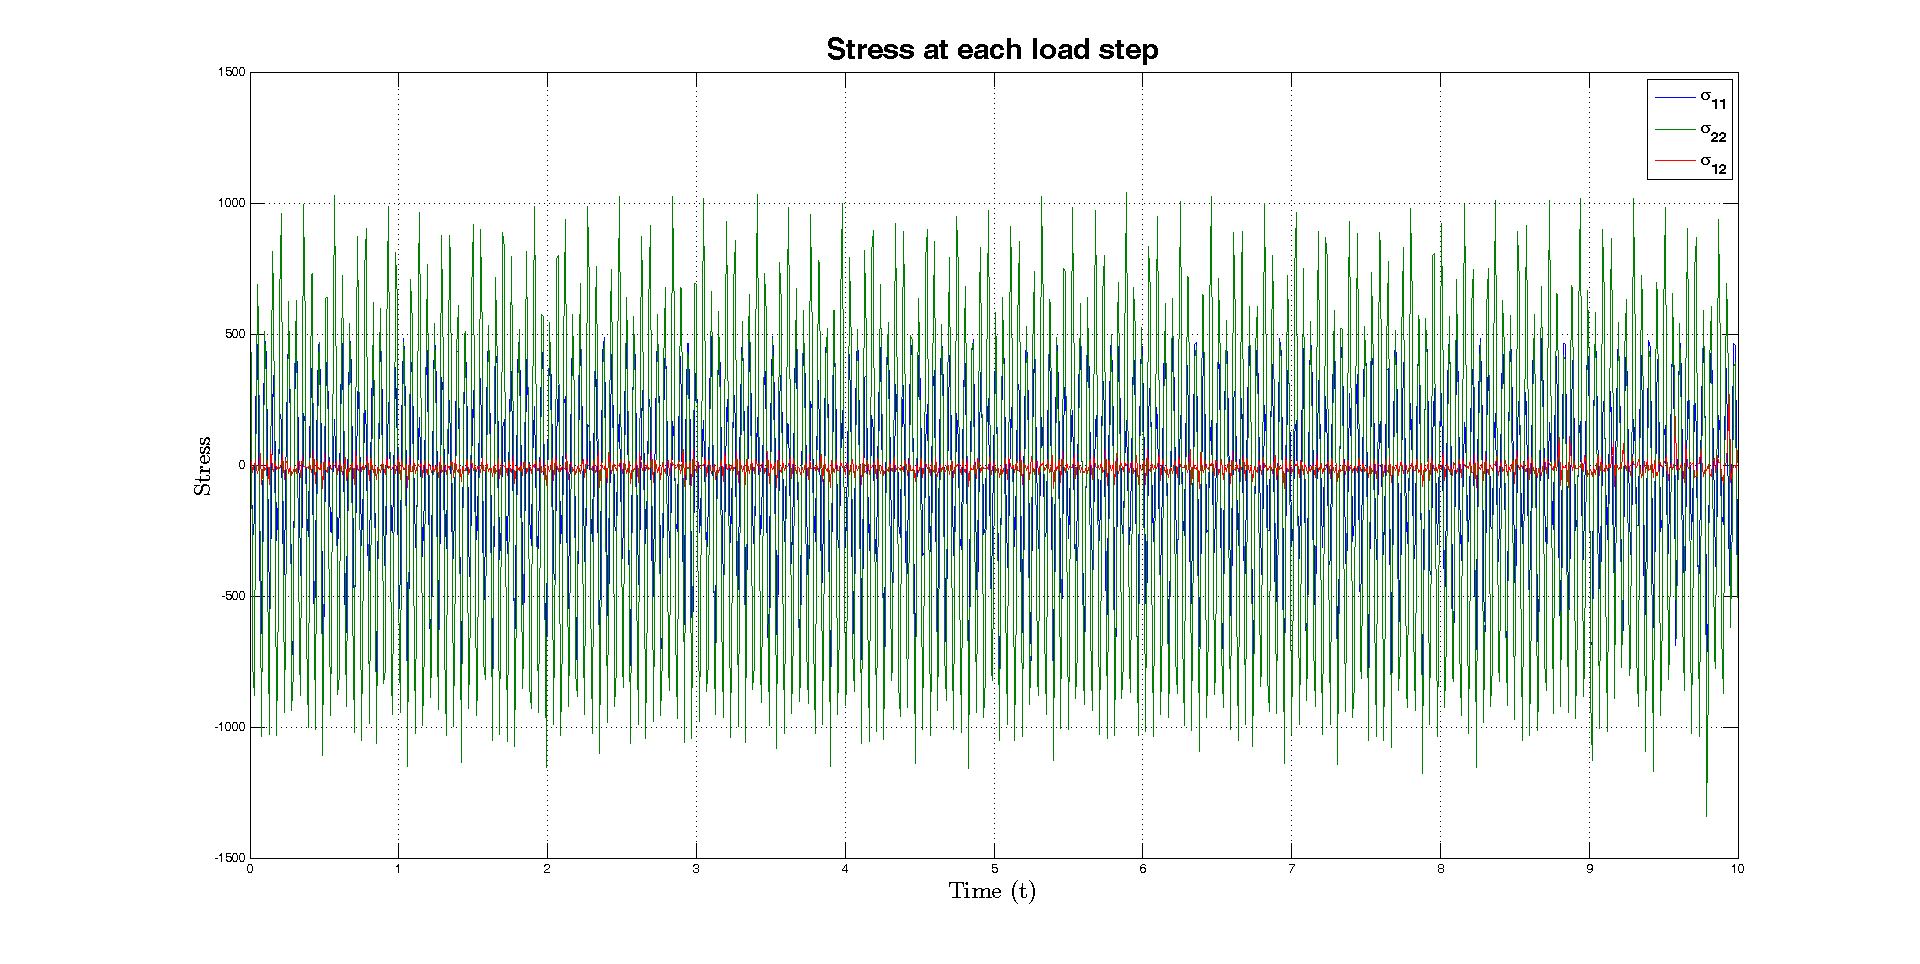 Stress at each load step
1500
1000
500
0
-500
-1000
-1500
Stress
σ11
σ22
σ12
0 1 2 3 4 5 6 7 8 9 10
Time (t)